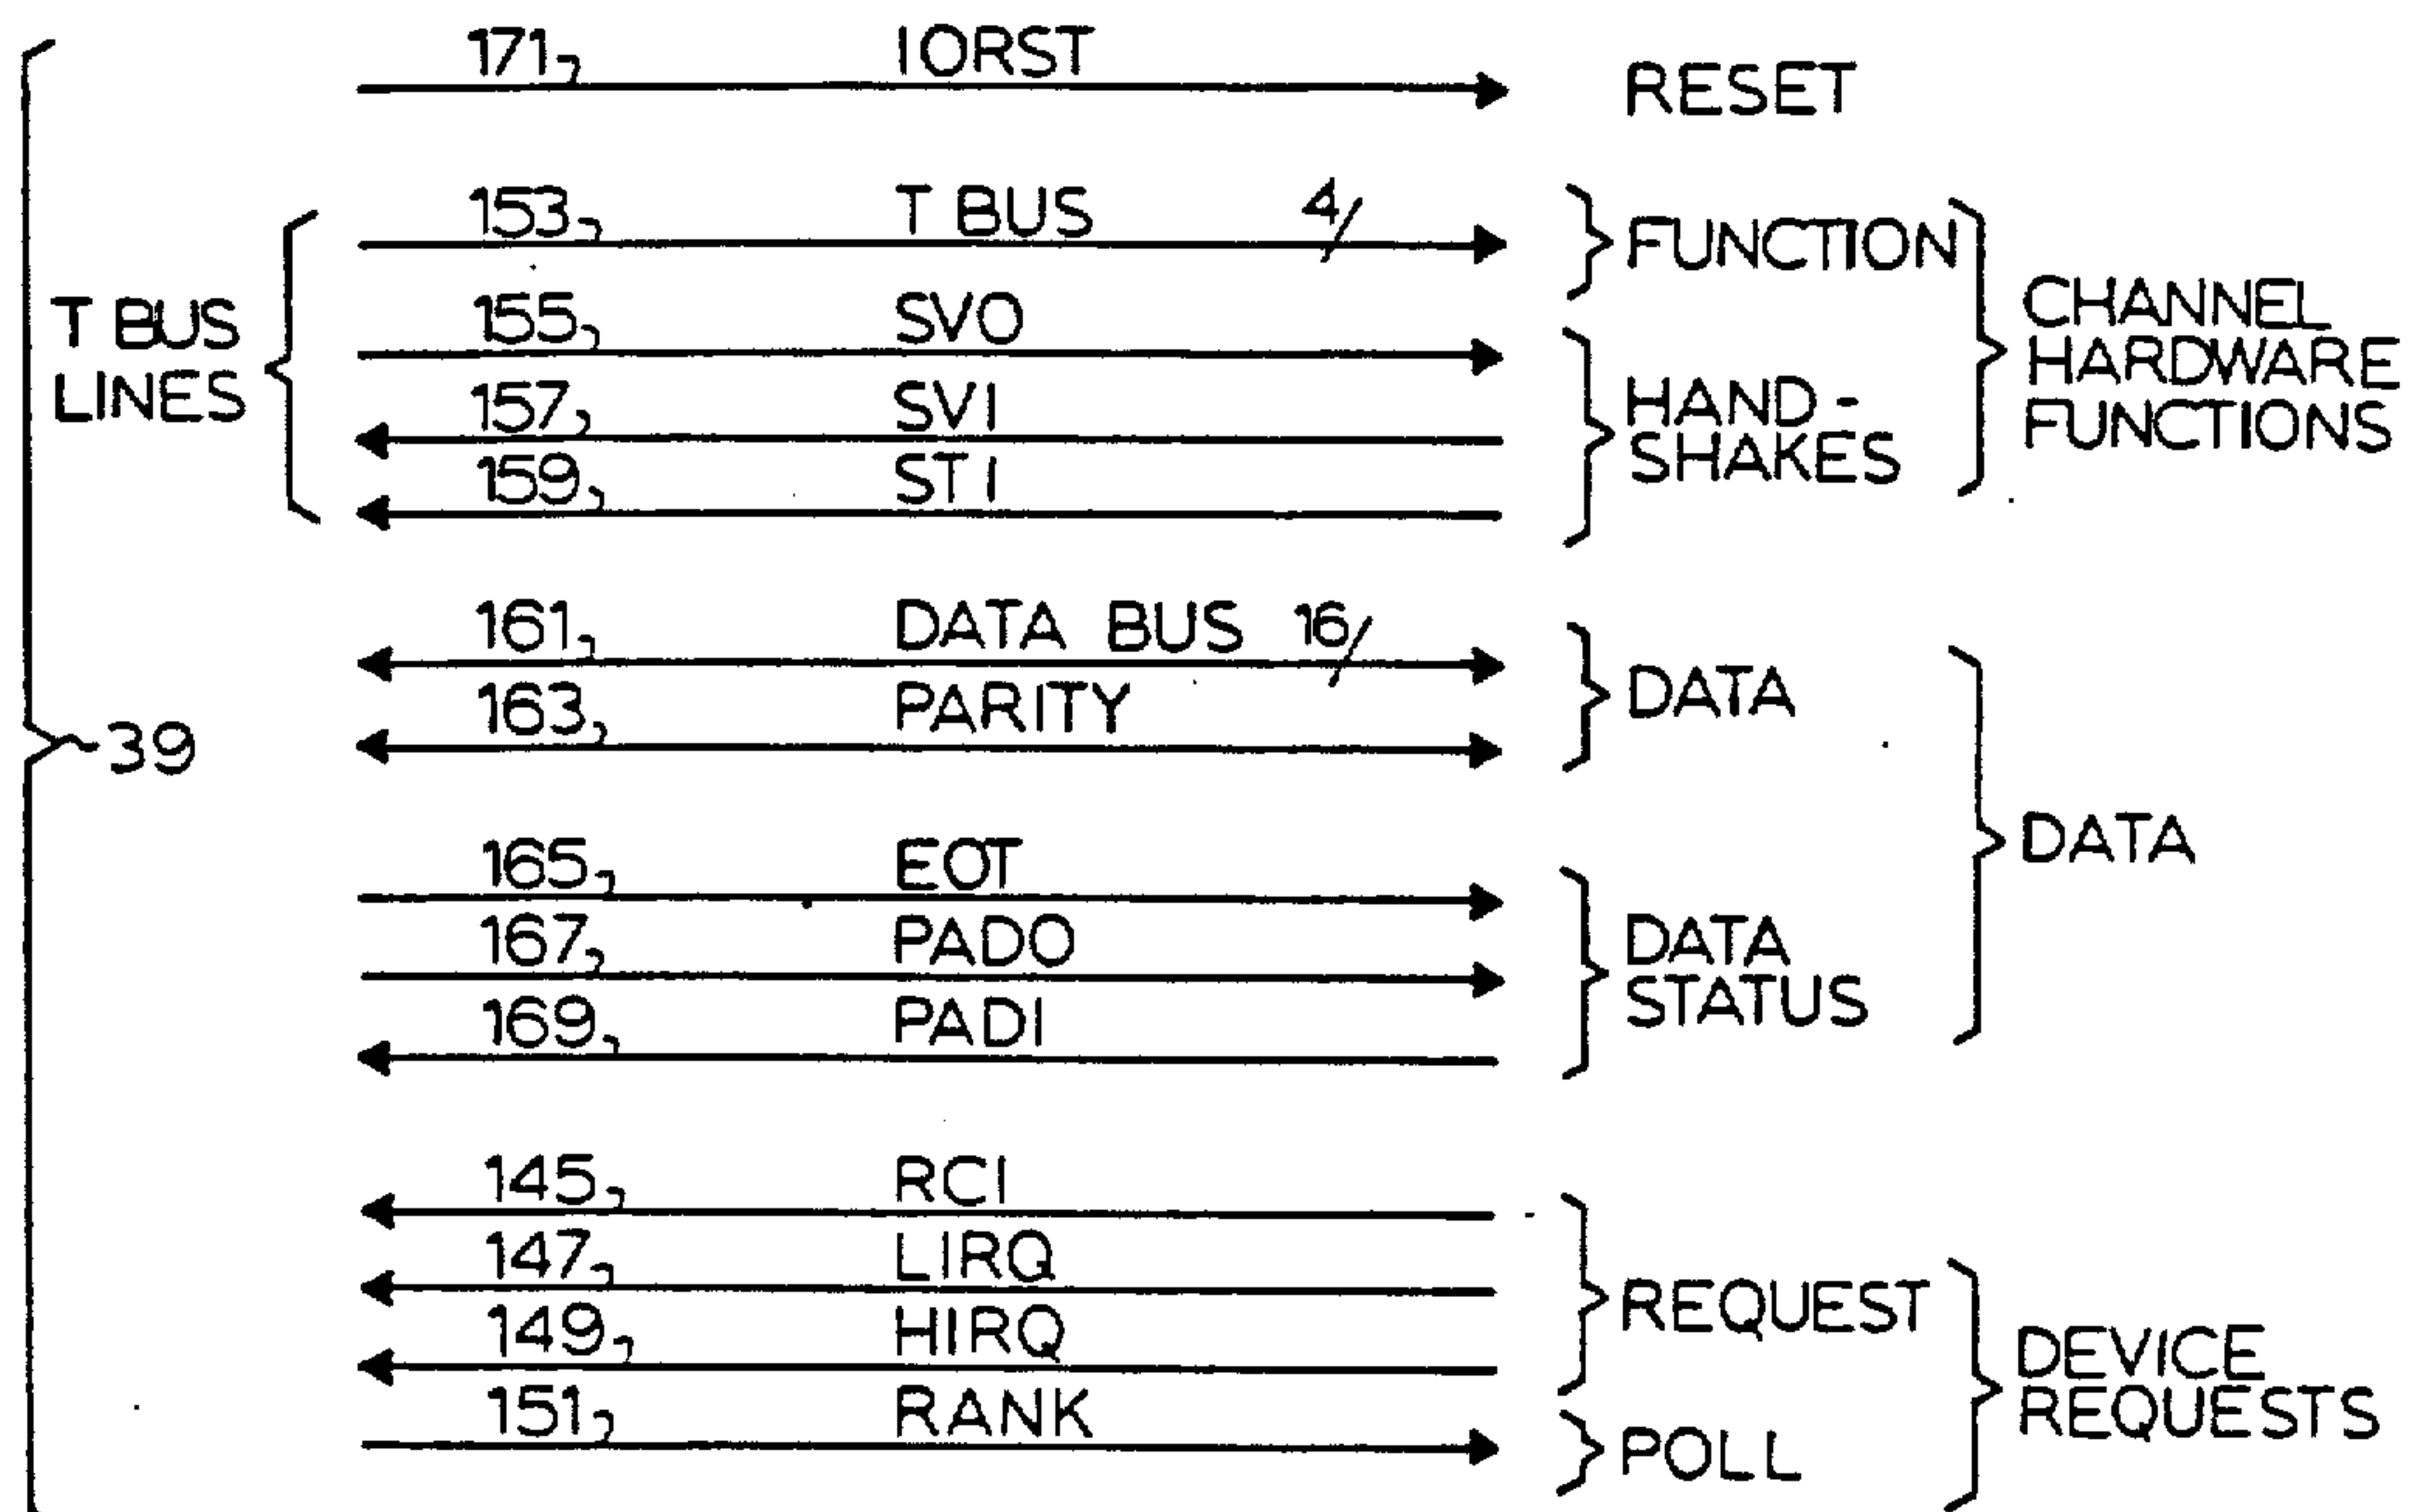 171 IORST
RESET
153 T BUS 4/
FUNCTION
155 SVO
157 SVI
159 STI
HAND-
SHAKES
CHANNEL
HARDWARE
FUNCTIONS
T BUS
LINES
161 DATA BUS 16/
163 PARITY
DATA
39
165 EOT
167 PADO
169 PADI
DATA
STATUS
DATA
145 RCI
147 LIRQ
149 HIRQ
REQUEST
151 RANK
POLL
DEVICE
REQUESTS